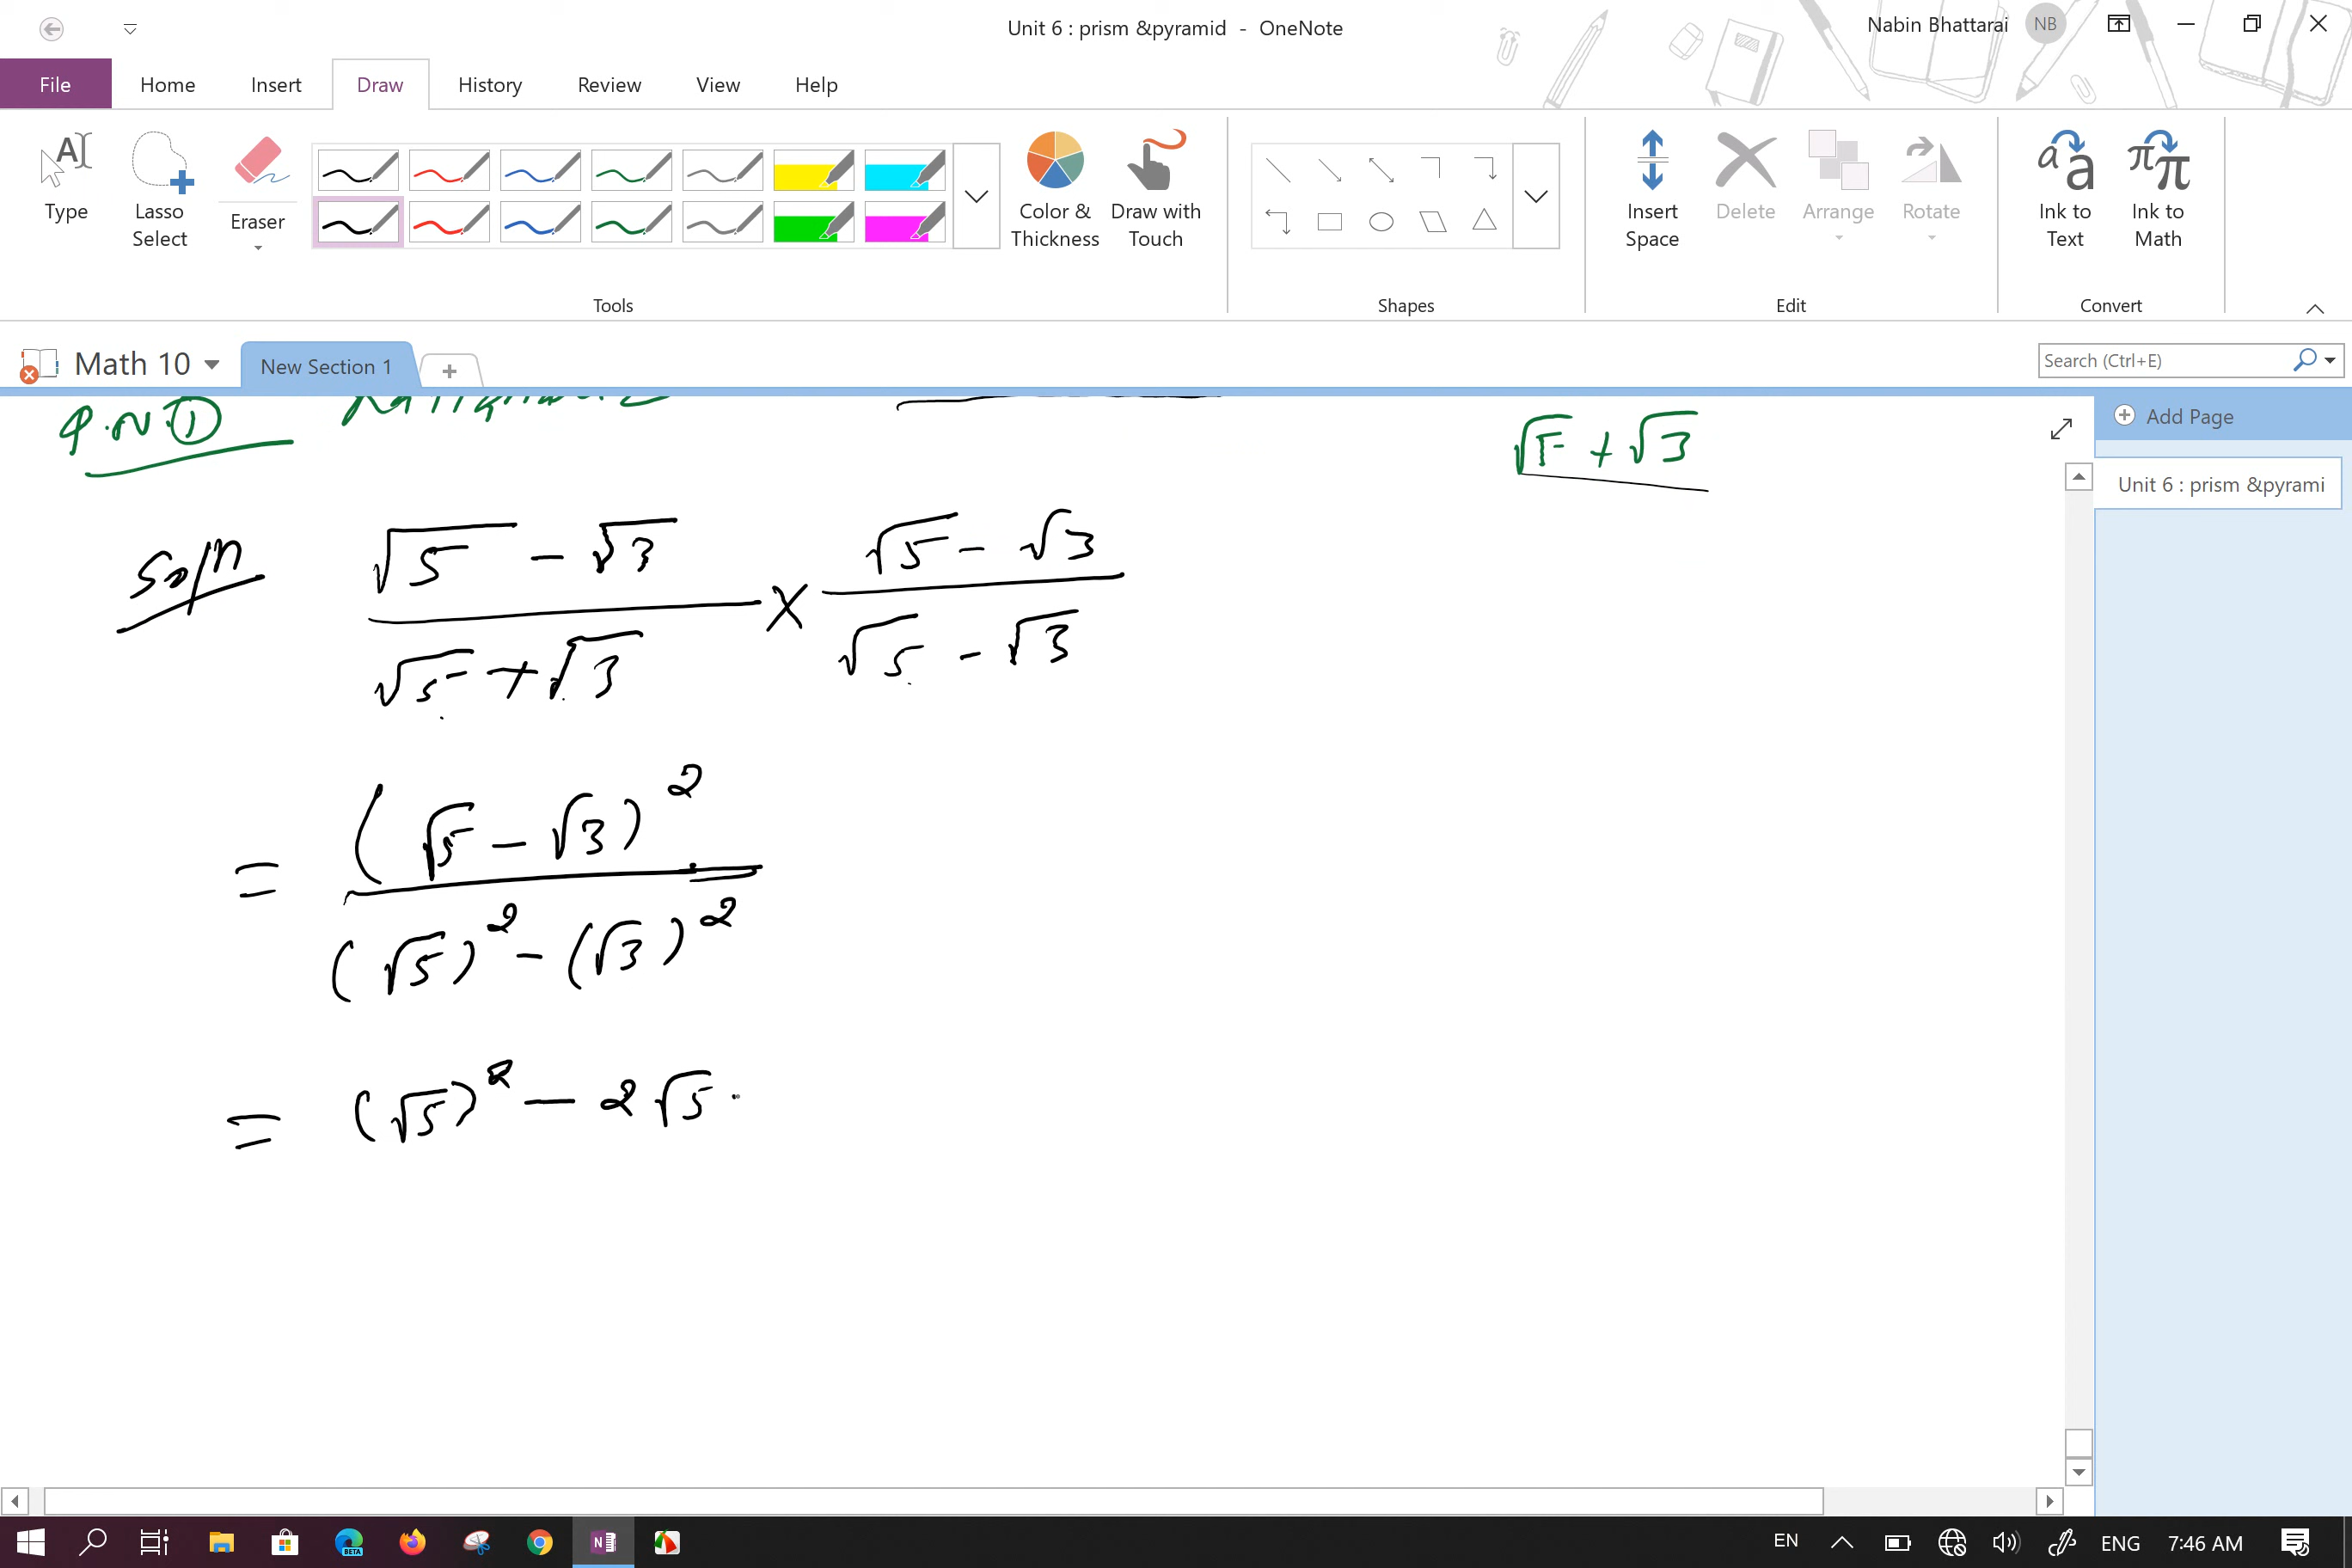 Unit 6 : prism &pyramid - OneNote
Nabin Bhattarai NB
File Home Insert Draw History Review View Help
Type
Lasso Select
Eraser
Color & Thickness
Draw with Touch
Insert Space
Delete
Arrange
Rotate
Ink to Text
Ink to Math
Tools Shapes Edit Convert
Math 10
New Section 1
Search (Ctrl+E)
Add Page
Unit 6 : prism &pyrami
Q.N ①
√5 + √3
Soln
√5 - √3 / √5 + √3 × √5 - √3 / √5 - √3
= (√5 - √3)² / (√5)² - (√3)²
= (√5)² - 2√5 ·
EN
BETA
ENG
7:46 AM